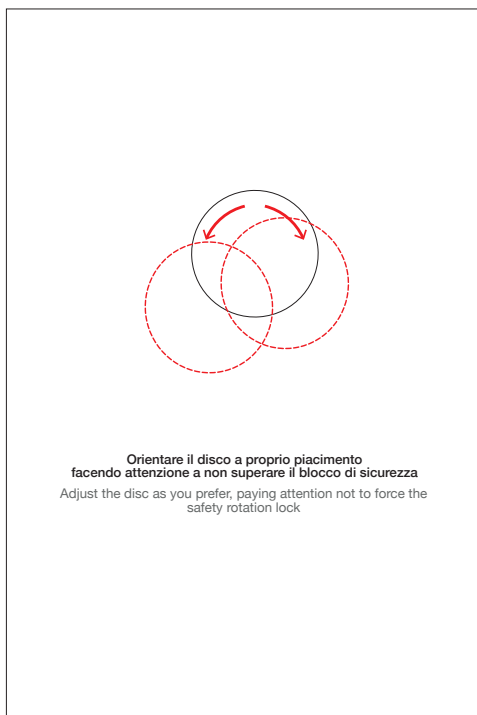 Orientare il disco a proprio piacimento
facendo attenzione a non superare il blocco di sicurezza
Adjust the disc as you prefer, paying attention not to force the
safety rotation lock